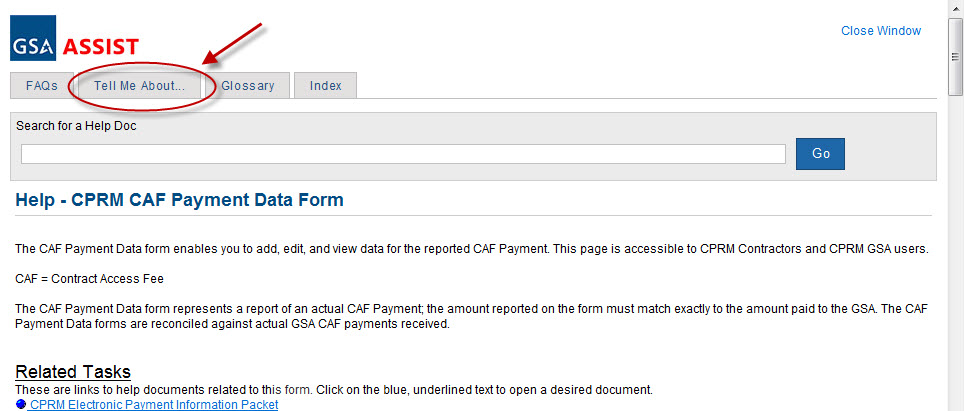 GSA ASSIST
Close Window
FAQs Tell Me About... Glossary Index
Search for a Help Doc
Go
Help - CPRM CAF Payment Data Form
The CAF Payment Data form enables you to add, edit, and view data for the reported CAF Payment. This page is accessible to CPRM Contractors and CPRM GSA users.
CAF = Contract Access Fee
The CAF Payment Data form represents a report of an actual CAF Payment; the amount reported on the form must match exactly to the amount paid to the GSA. The CAF
Payment Data forms are reconciled against actual GSA CAF payments received.
Related Tasks
These are links to help documents related to this form. Click on the blue, underlined text to open a desired document.
CPRM Electronic Payment Information Packet